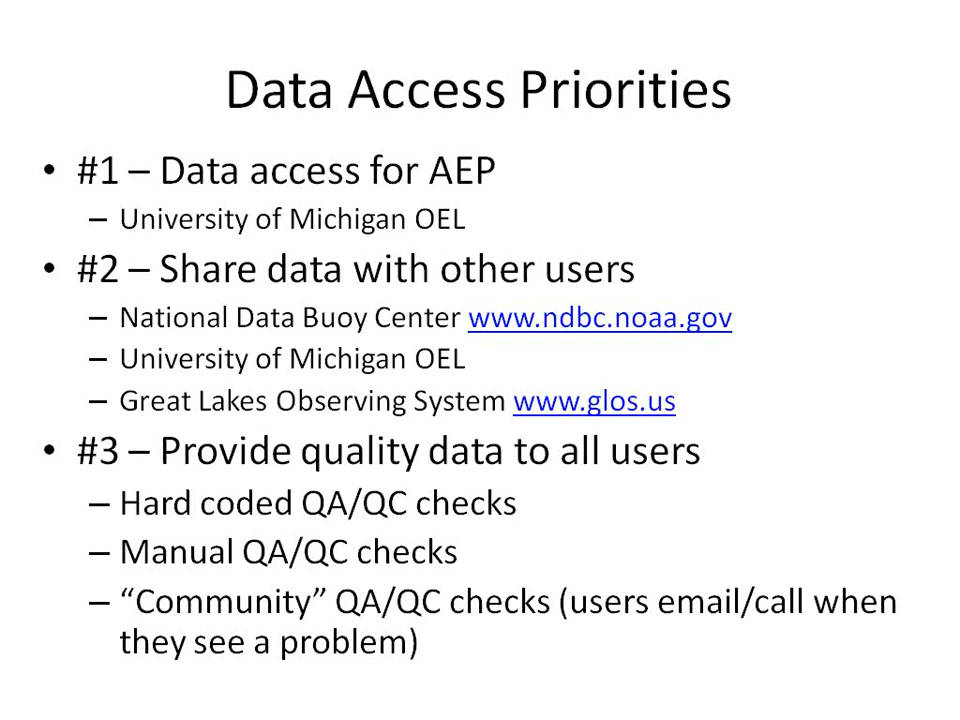 Data Access Priorities
• #1 – Data access for AEP
– University of Michigan OEL
• #2 – Share data with other users
– National Data Buoy Center www.ndbc.noaa.gov
– University of Michigan OEL
– Great Lakes Observing System www.glos.us
• #3 – Provide quality data to all users
– Hard coded QA/QC checks
– Manual QA/QC checks
– “Community” QA/QC checks (users email/call when
they see a problem)